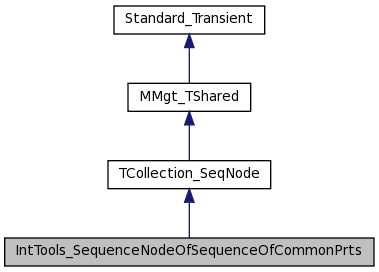 Standard_Transient
MMgt_TShared
TCollection_SeqNode
IntTools_SequenceNodeOfSequenceOfCommonPrts